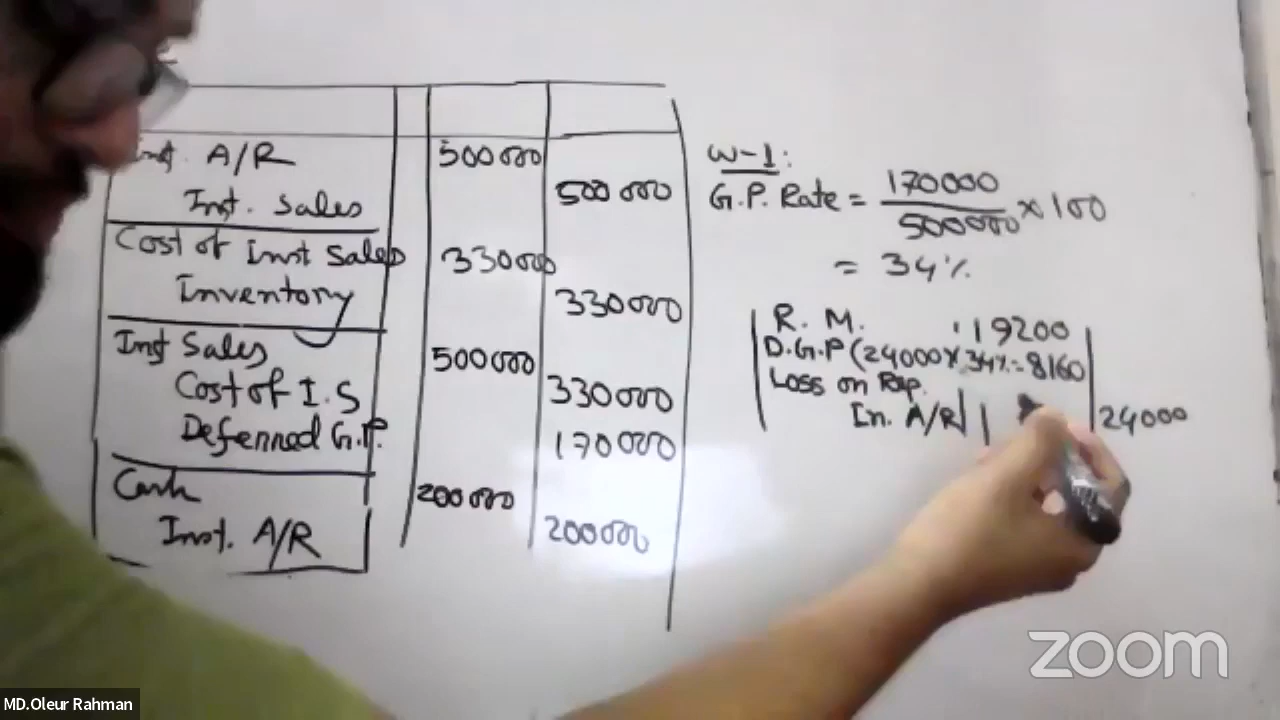 Inst. A/R 500000
Inst. Sales 500000
Cost of Inst Sales 330000
Inventory 330000
Inst Sales 500000
Cost of I.S 330000
Deferred G.P. 170000
Cash 200000
Inst. A/R 200000
W-1:
G.P. Rate = 170000 / 500000 × 100
= 34%
R. M. 19200
D.G.P (24000×34%=8160
Loss on Rep.
In. A/R 24000
zoom
MD.Oleur Rahman